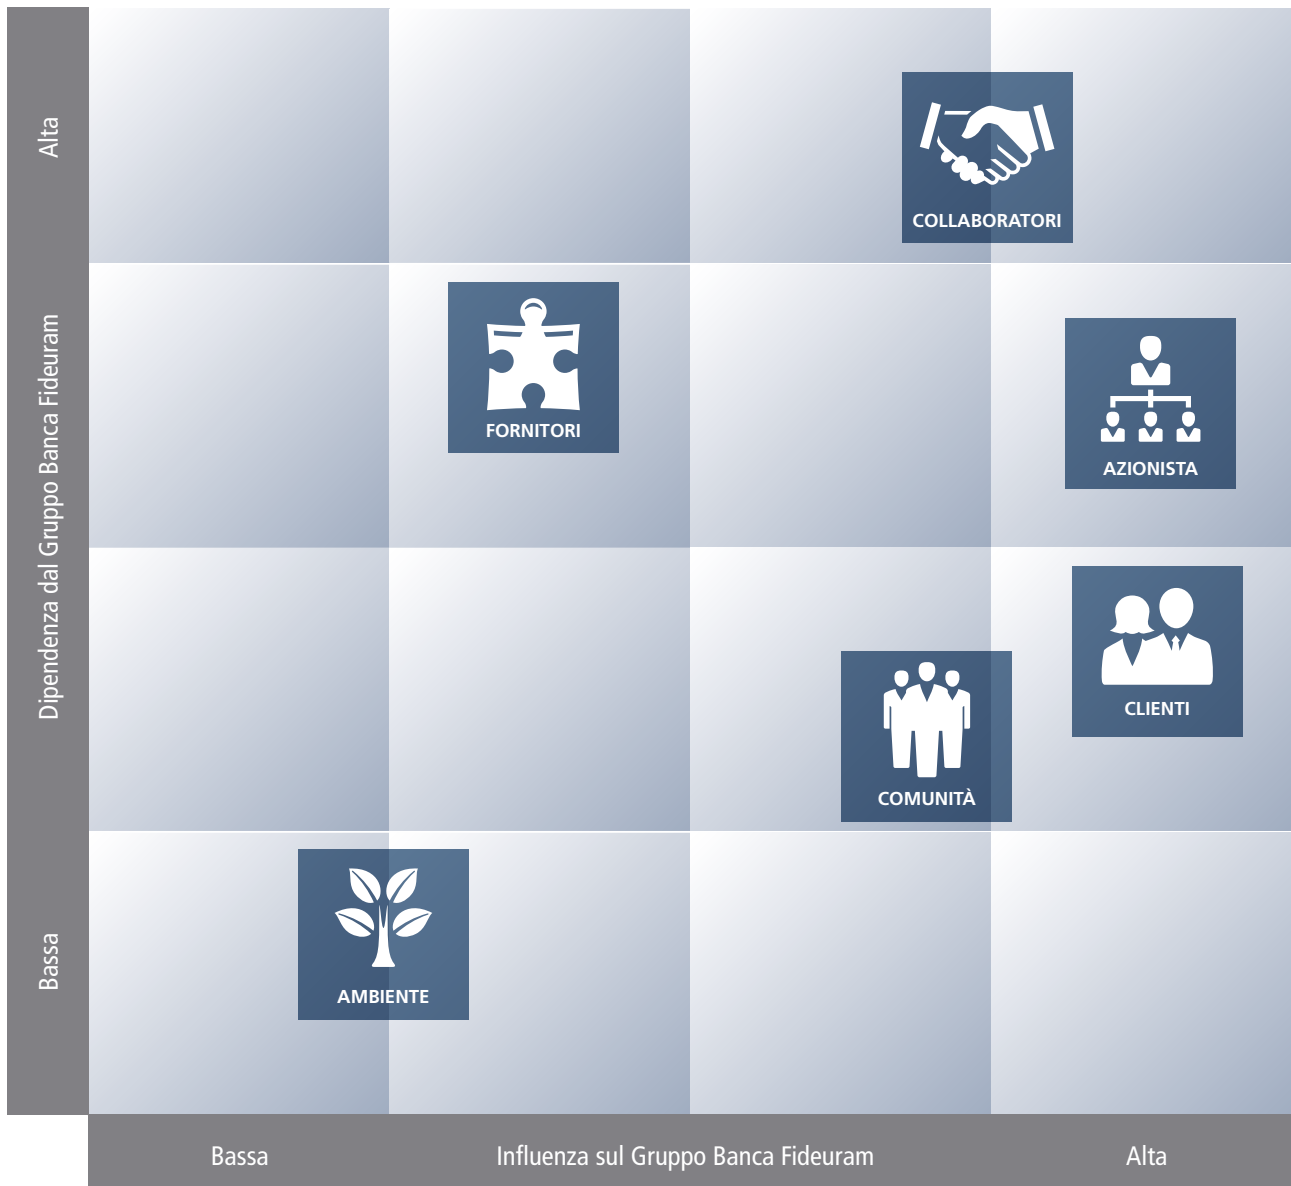 Alta
Dipendenza dal Gruppo Banca Fideuram
Bassa
COLLABORATORI
FORNITORI
AZIONISTA
CLIENTI
COMUNITÀ
AMBIENTE
Bassa
Influenza sul Gruppo Banca Fideuram
Alta